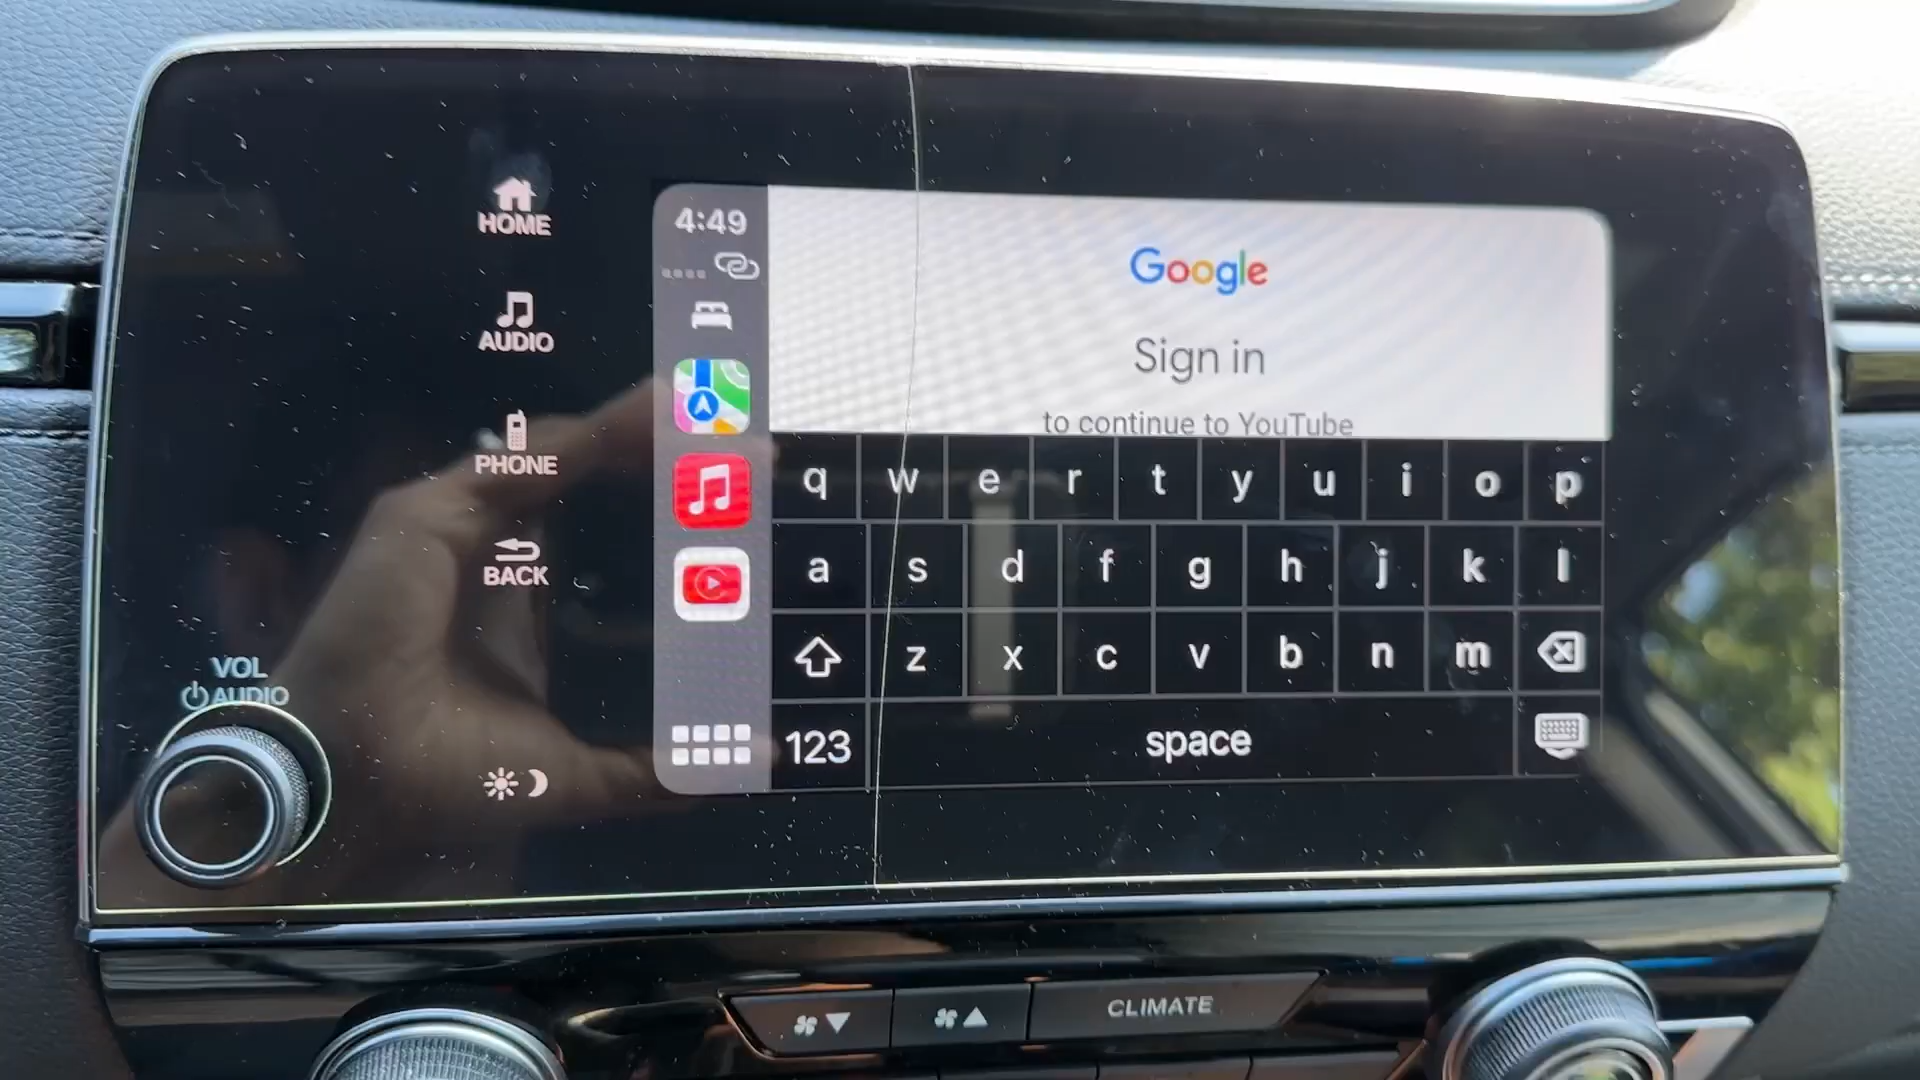 HOME
AUDIO
PHONE
BACK
VOL
AUDIO
4:49
Google
Sign in
to continue to YouTube
q w e r t y u i o p
a s d f g h j k l
z x c v b n m
123 space
CLIMATE